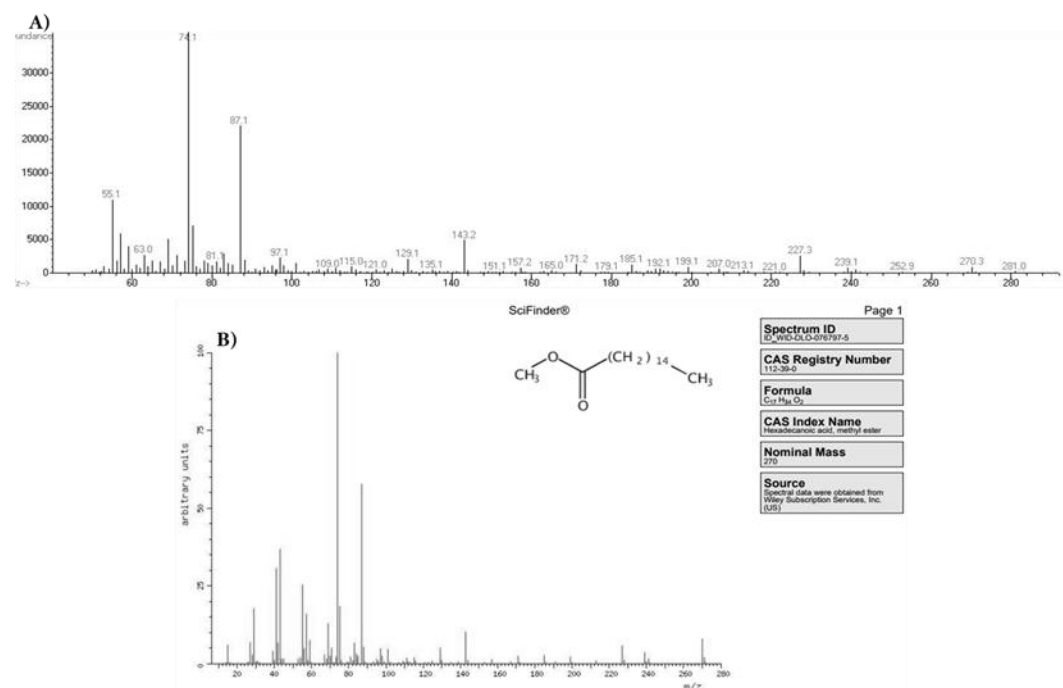 A)
undance
74.1
30000
25000
20000
15000
10000
5000
0
55.1
63.0
81.1
87.1
97.1
109.0
115.0
121.0
129.1
135.1
143.2
151.1
157.2
165.0
171.2
179.1
185.1
192.1
199.1
207.0
213.1
221.0
227.3
239.1
252.9
270.3
281.0
z-->
60 80 100 120 140 160 180 200 220 240 260 280
SciFinder® Page 1
B)
100
75
50
25
0
arbitrary units
20 40 60 80 100 120 140 160 180 200 220 240 260 280
m/z
CH3 O O (CH2) 14 CH3
Spectrum ID
ID_WID-DLO-076797-5
CAS Registry Number
112-39-0
Formula
C17 H34 O2
CAS Index Name
Hexadecanoic acid, methyl ester
Nominal Mass
270
Source
Spectral data were obtained from
Wiley Subscription Services, Inc.
(US)